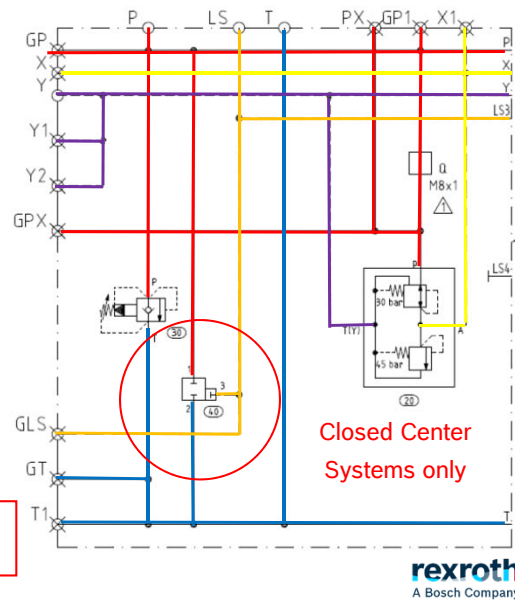 P LS T PX GP1 X1
GP P
X X
Y Y
LS3
Y1
Y2
Ω
M8x1
1
GPX
LS4
P P
30 bar
30
T
T(Y) A
1
3
45 bar
2 40
20
GLS
Closed Center
Systems only
GT
T1 T
rexroth
A Bosch Company